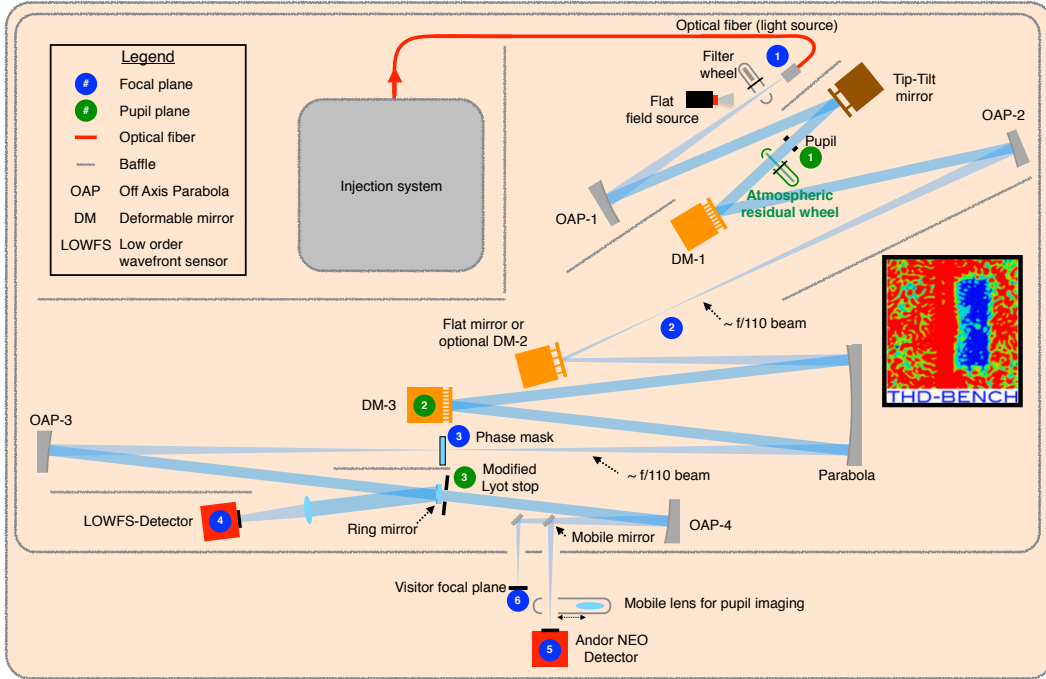 Legend
# Focal plane
# Pupil plane
Optical fiber
Baffle
OAP Off Axis Parabola
DM Deformable mirror
LOWFS Low order
wavefront sensor
Injection system
Optical fiber (light source)
1
Filter
wheel
Flat
field source
Tip-Tilt
mirror
OAP-2
Pupil
1
Atmospheric
residual wheel
OAP-1
DM-1
~ f/110 beam
2
Flat mirror or
optional DM-2
THD-BENCH
DM-3
2
OAP-3
3
Phase mask
~ f/110 beam
Parabola
3
Modified
Lyot stop
LOWFS-Detector
4
Ring mirror
OAP-4
Mobile mirror
Visitor focal plane
6
Mobile lens for pupil imaging
5
Andor NEO
Detector